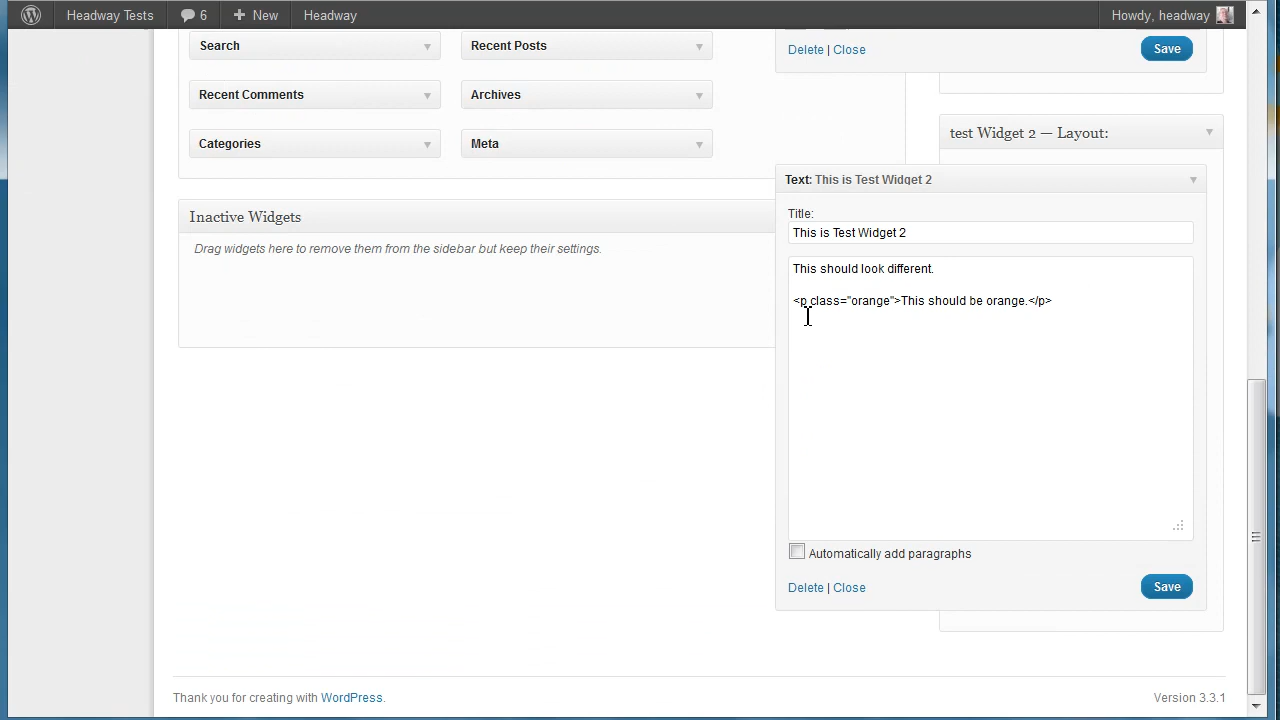 Headway Tests 6 New Headway Howdy, headway
Search Recent Posts
Delete | Close Save
Recent Comments Archives
test Widget 2 — Layout:
Categories Meta
Text: This is Test Widget 2
Inactive Widgets
Title:
Drag widgets here to remove them from the sidebar but keep their settings.
This is Test Widget 2
This should look different.
<p class="orange">This should be orange.</p>
Automatically add paragraphs
Delete | Close Save
Thank you for creating with WordPress. Version 3.3.1